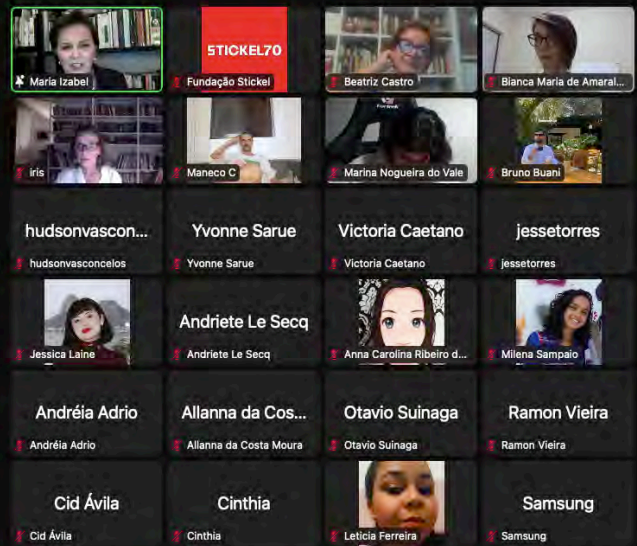 Maria Izabel
STICKEL70
Fundação Stickel
Beatriz Castro
Bianca Maria de Amaral...
iris
Maneco C
Marina Nogueira do Vale
Bruno Buani
hudsonvascon...
hudsonvasconcelos
Yvonne Sarue
Yvonne Sarue
Victoria Caetano
Victoria Caetano
jessetorres
jessetorres
Jessica Laine
Andriete Le Secq
Andriete Le Secq
Anna Carolina Ribeiro d...
Milena Sampaio
Andréia Adrio
Andréia Adrio
Allanna da Cos...
Allanna da Costa Moura
Otavio Suinaga
Otavio Suinaga
Ramon Vieira
Ramon Vieira
Cid Ávila
Cid Ávila
Cinthia
Cinthia
Leticia Ferreira
Samsung
Samsung